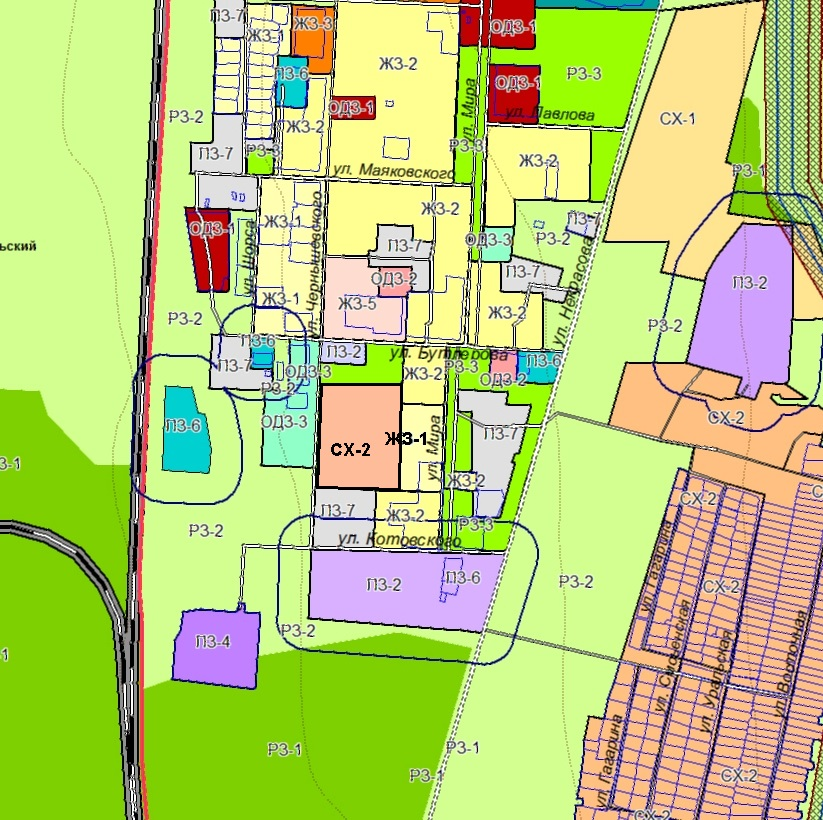 ПЗ-7
ЖЗ-1
ЖЗ-3
ОДЗ-1
ЖЗ-2
ПЗ-6
ОДЗ-1
РЗ-3
ОДЗ-1
ул. Мира
ул. Павлова
РЗ-2
ЖЗ-2
СХ-1
ПЗ-7
РЗ-3
РЗ-3
ЖЗ-2
ул. Маяковского
РЗ-1
ЖЗ-1
ЖЗ-2
ОДЗ-1
ПЗ-7
РЗ-2
ОДЗ-3
ПЗ-7
ьский
ул. Щорса
ул. Чернышевского
ОДЗ-2
ПЗ-7
ул. Некрасова
ПЗ-2
ЖЗ-1
ЖЗ-5
ЖЗ-2
РЗ-2
РЗ-2
ПЗ-6
ПЗ-2
ул. Бутлерова
ПЗ-7
ОДЗ-3
ЖЗ-2
РЗ-3
ПЗ-6
ОДЗ-2
РЗ-2
ПЗ-6
ОДЗ-3
СХ-2
СХ-2
ЖЗ-1
ул. Мира
ПЗ-7
З-1
ЖЗ-2
СХ-2
С
ПЗ-7
ЖЗ-2
РЗ-3
РЗ-2
ул. Котовского
ул. Гагарина
ПЗ-2
ПЗ-6
РЗ-2
СХ-2
РЗ-2
ПЗ-4
-1
ул. Смоленская
ул. Уральская
ул. Восточная
РЗ-1
РЗ-1
РЗ-1
ул. Гагарина
СХ-2
СХ-2